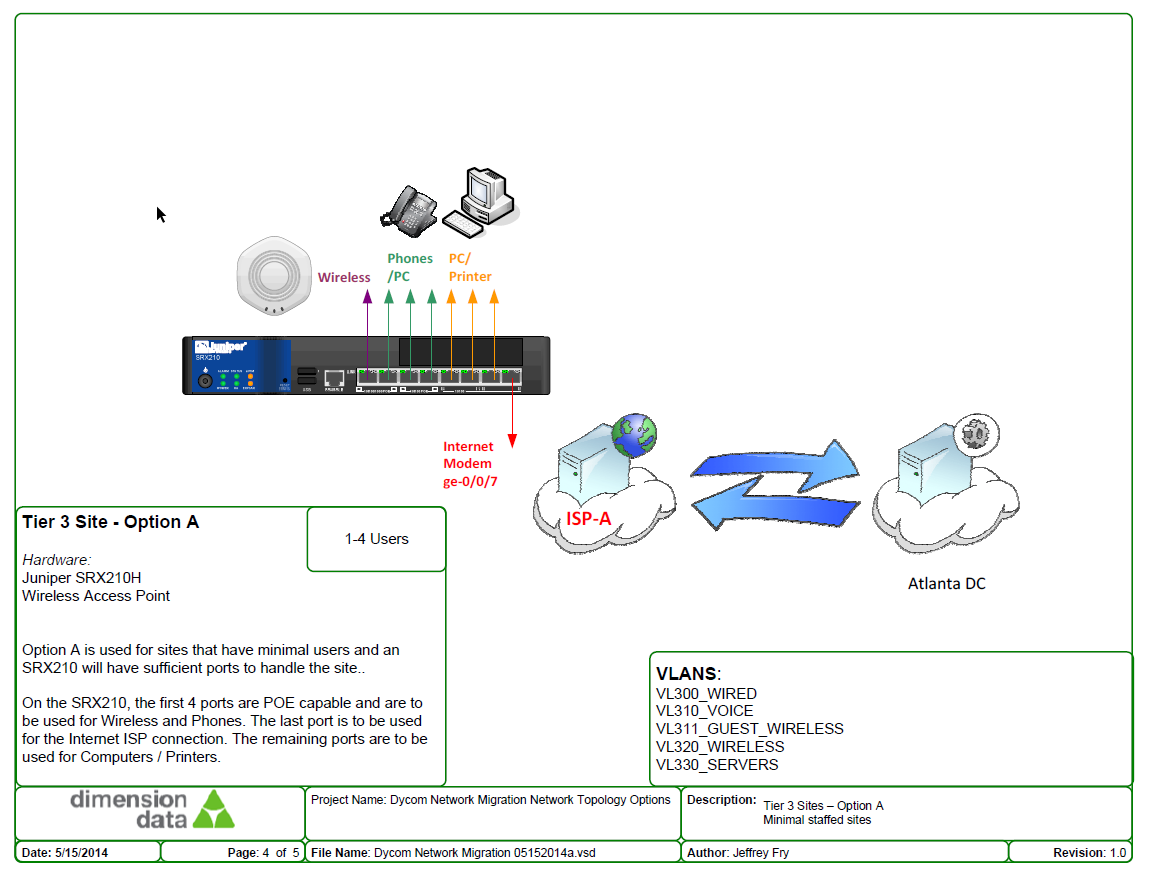 Phones
/PC
PC/
Printer
Wireless
Juniper
SRX210
Internet
Modem
ge-0/0/7
ISP-A
Atlanta DC
Tier 3 Site - Option A
1-4 Users
Hardware:
Juniper SRX210H
Wireless Access Point
Option A is used for sites that have minimal users and an
SRX210 will have sufficient ports to handle the site..
On the SRX210, the first 4 ports are POE capable and are to
be used for Wireless and Phones. The last port is to be used
for the Internet ISP connection. The remaining ports are to be
used for Computers / Printers.
VLANS:
VL300_WIRED
VL310_VOICE
VL311_GUEST_WIRELESS
VL320_WIRELESS
VL330_SERVERS
dimension
data
Project Name: Dycom Network Migration Network Topology Options
Description: Tier 3 Sites – Option A
Minimal staffed sites
Date: 5/15/2014
Page: 4 of 5
File Name: Dycom Network Migration 05152014a.vsd
Author: Jeffrey Fry
Revision: 1.0